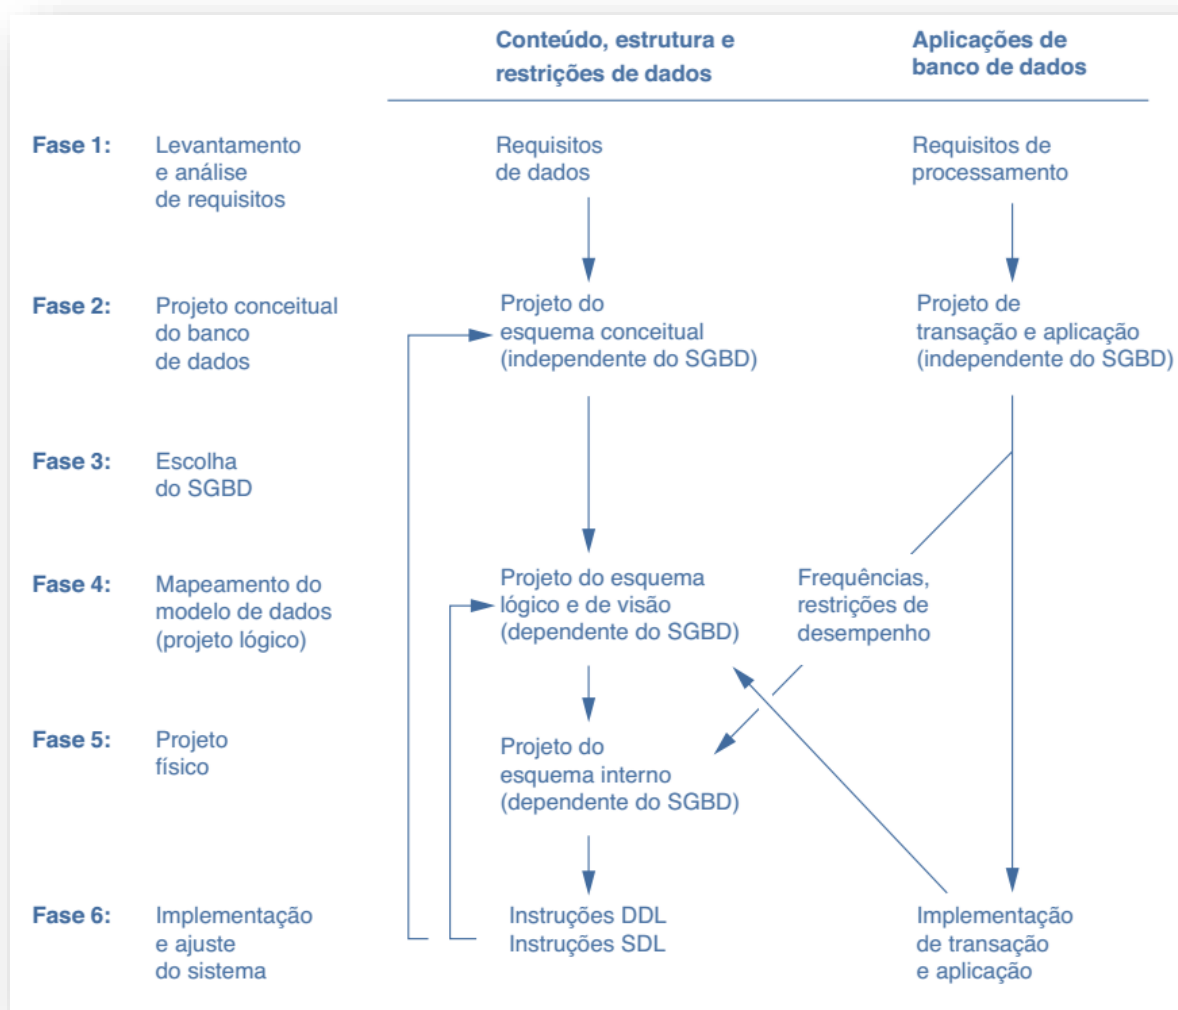 Conteúdo, estrutura e
restrições de dados
Aplicações de
banco de dados
Fase 1:
Levantamento
e análise
de requisitos
Requisitos
de dados
Requisitos de
processamento
Fase 2:
Projeto conceitual
do banco
de dados
Projeto do
esquema conceitual
(independente do SGBD)
Projeto de
transação e aplicação
(independente do SGBD)
Fase 3:
Escolha
do SGBD
Fase 4:
Mapeamento do
modelo de dados
(projeto lógico)
Projeto do esquema
lógico e de visão
(dependente do SGBD)
Frequências,
restrições de
desempenho
Fase 5:
Projeto
físico
Projeto do
esquema interno
(dependente do SGBD)
Fase 6:
Implementação
e ajuste
do sistema
Instruções DDL
Instruções SDL
Implementação
de transação
e aplicação